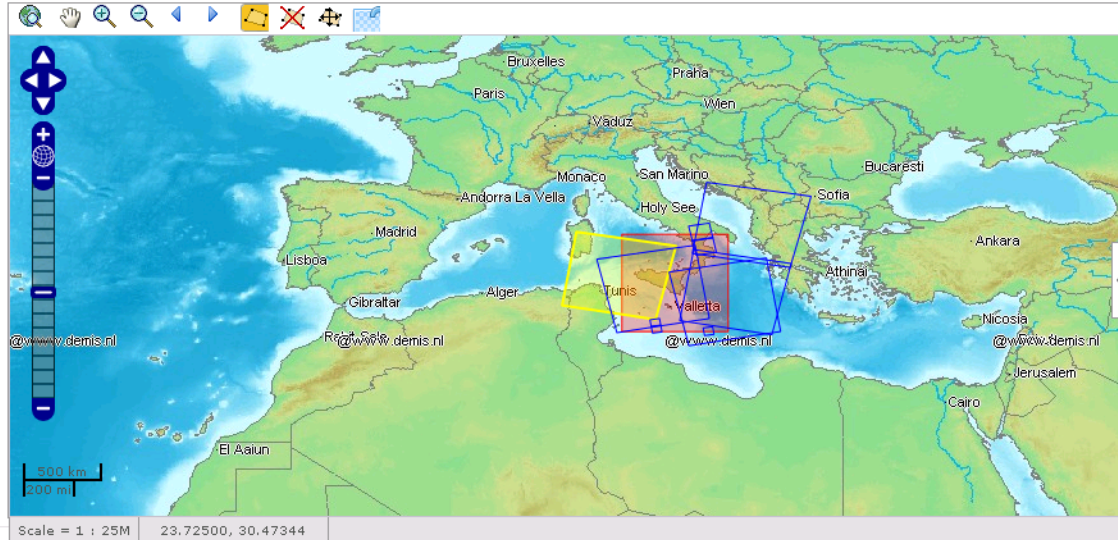 Bruxelles
Praha
Paris
Wien
Vaduz
Bucaresti
Monaco
San Marino
Andorra La Vella
Sofia
Holy See
Madrid
Ankara
Lisboa
Athinai
Tunis
Alger
Gibraltar
Valletta
Nicosia
@www.demis.nl
@www.demis.nl
@www.demis.nl
@www.demis.nl
Jerusalem
Cairo
El Aaiun
500 km
200 mi
Scale = 1 : 25M
23.72500, 30.47344